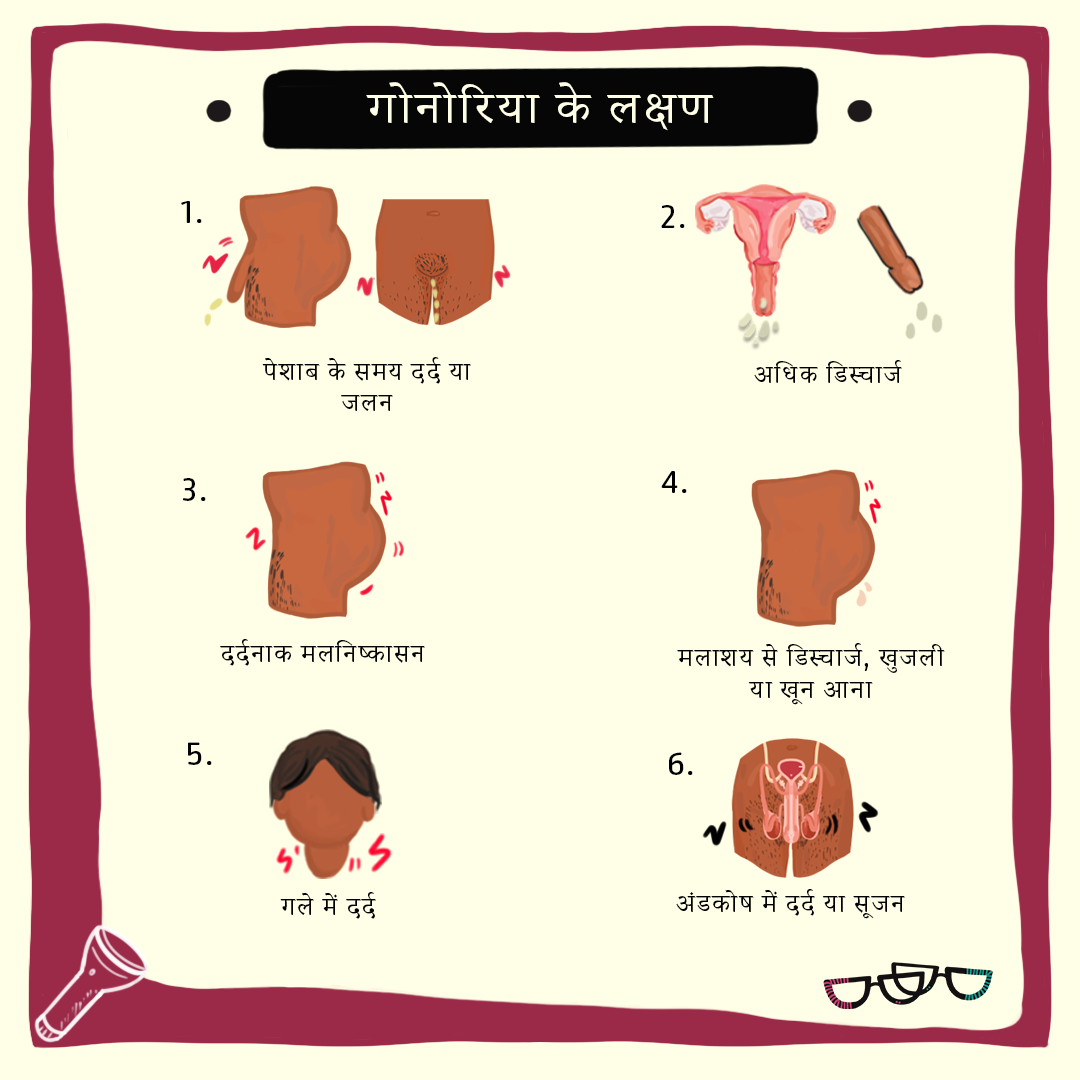 गोनोरिया के लक्षण
1.
पेशाब के समय दर्द या
जलन
2.
अधिक डिस्चार्ज
3.
दर्दनाक मलनिष्कासन
4.
मलाशय से डिस्चार्ज, खुजली
या खून आना
5.
गले में दर्द
6.
अंडकोष में दर्द या सूजन